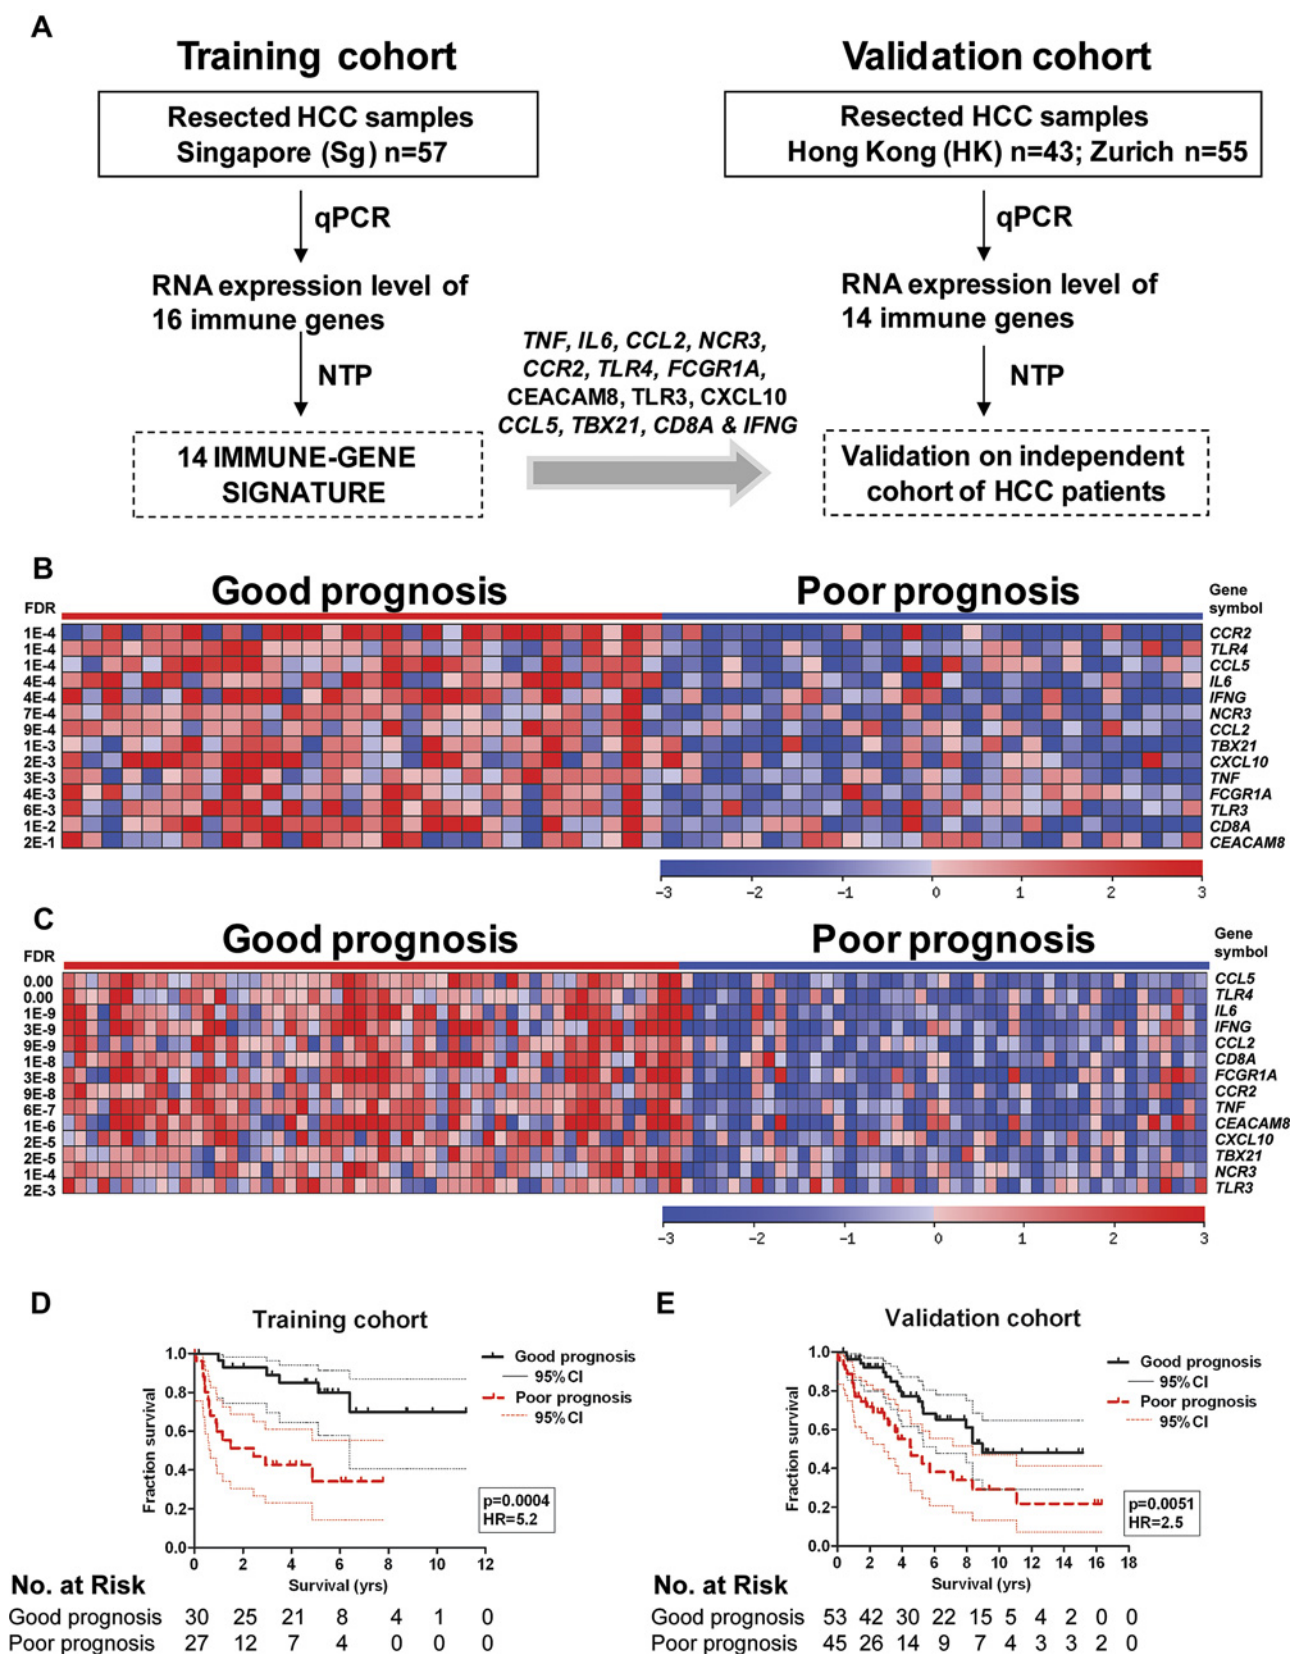 A
Training cohort
Validation cohort
Resected HCC samples
Singapore (Sg) n=57
Resected HCC samples
Hong Kong (HK) n=43; Zurich n=55
qPCR
qPCR
RNA expression level of
16 immune genes
RNA expression level of
14 immune genes
NTP
TNF, IL6, CCL2, NCR3,
CCR2, TLR4, FCGR1A,
CEACAM8, TLR3, CXCL10
CCL5, TBX21, CD8A & IFNG
NTP
14 IMMUNE-GENE
SIGNATURE
Validation on independent
cohort of HCC patients
B
FDR
Good prognosis
Poor prognosis
Gene
symbol
1E-4 CCR2
1E-4 TLR4
1E-4 CCL5
4E-4 IL6
4E-4 IFNG
7E-4 NCR3
9E-4 CCL2
1E-3 TBX21
2E-3 CXCL10
3E-3 TNF
4E-3 FCGR1A
6E-3 TLR3
1E-2 CD8A
2E-1 CEACAM8
-3 -2 -1 0 1 2 3
C
FDR
Good prognosis
Poor prognosis
Gene
symbol
0.00 CCL5
0.00 TLR4
1E-9 IL6
3E-9 IFNG
9E-9 CCL2
1E-8 CD8A
3E-8 FCGR1A
9E-8 CCR2
6E-7 TNF
1E-6 CEACAM8
2E-5 CXCL10
2E-5 TBX21
1E-4 NCR3
2E-3 TLR3
-3 -2 -1 0 1 2 3
D
Training cohort
Fraction survival
1.0
0.8
0.6
0.4
0.2
0.0
0 2 4 6 8 10 12
Survival (yrs)
Good prognosis
95% CI
Poor prognosis
95% CI
p=0.0004
HR=5.2
No. at Risk
Good prognosis 30 25 21 8 4 1 0
Poor prognosis 27 12 7 4 0 0 0
E
Validation cohort
Fraction survival
1.0
0.8
0.6
0.4
0.2
0.0
0 2 4 6 8 10 12 14 16 18
Survival (yrs)
Good prognosis
95% CI
Poor prognosis
95% CI
p=0.0051
HR=2.5
No. at Risk
Good prognosis 53 42 30 22 15 5 4 2 0 0
Poor prognosis 45 26 14 9 7 4 3 3 2 0